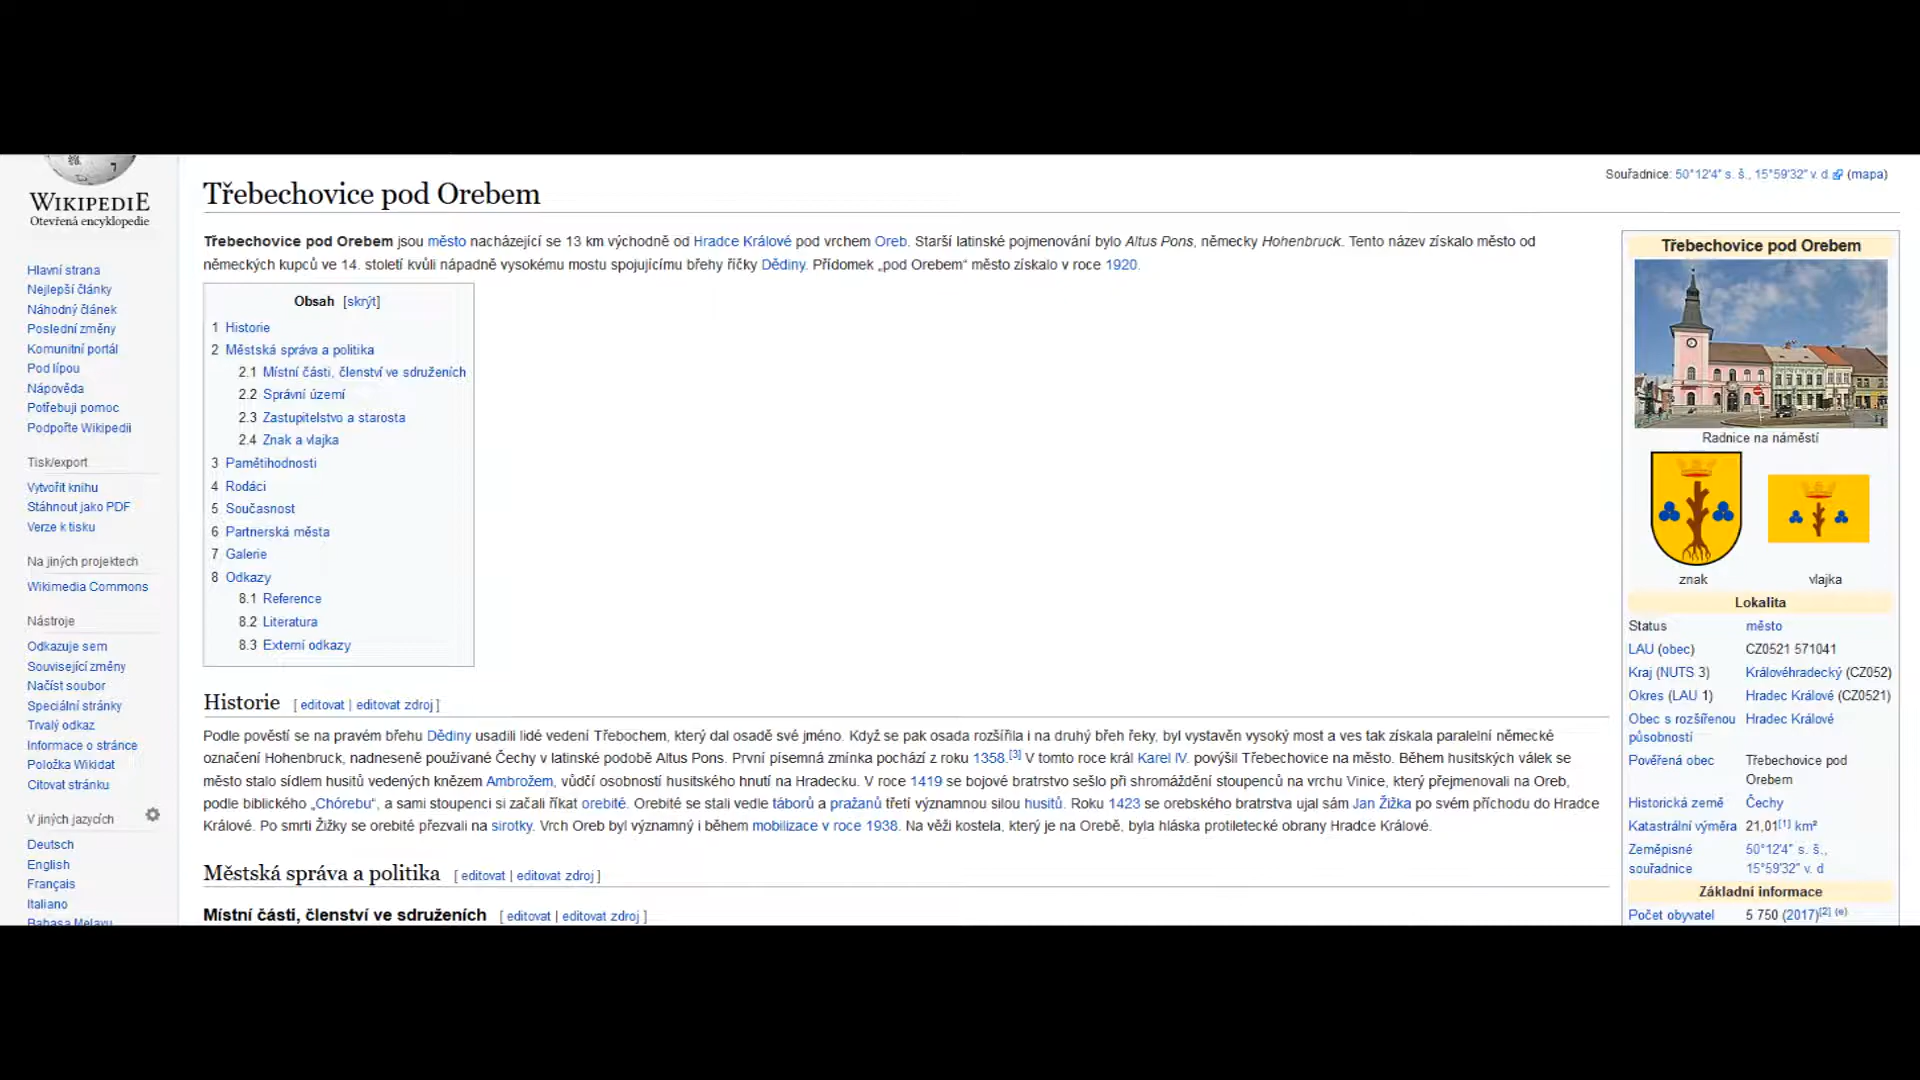 WIKIPEDIE
Otevřená encyklopedie
Hlavní strana
Nejlepší články
Náhodný článek
Poslední změny
Komunitní portál
Pod lípou
Nápověda
Potřebuji pomoc
Podpořte Wikipedii
Tisk/export
Vytvořit knihu
Stáhnout jako PDF
Verze k tisku
Na jiných projektech
Wikimedia Commons
Nástroje
Odkazuje sem
Související změny
Načíst soubor
Speciální stránky
Trvalý odkaz
Informace o stránce
Položka Wikidat
Citovat stránku
V jiných jazycích
Deutsch
English
Français
Italiano
Bahasa Melayu
Souřadnice: 50°12′4″ s. š., 15°59′32″ v. d. (mapa)
Třebechovice pod Orebem
Třebechovice pod Orebem jsou město nacházející se 13 km východně od Hradce Králové pod vrchem Oreb. Starší latinské pojmenování bylo Altus Pons, německy Hohenbruck. Tento název získalo město od
německých kupců ve 14. století kvůli nápadně vysokému mostu spojujícímu břehy říčky Dědiny. Přídomek „pod Orebem“ město získalo v roce 1920.
Obsah [skrýt]
1 Historie
2 Městská správa a politika
2.1 Místní části, členství ve sdruženích
2.2 Správní území
2.3 Zastupitelstvo a starosta
2.4 Znak a vlajka
3 Pamětihodnosti
4 Rodáci
5 Současnost
6 Partnerská města
7 Galerie
8 Odkazy
8.1 Reference
8.2 Literatura
8.3 Externí odkazy
Historie [ editovat | editovat zdroj ]
Podle pověstí se na pravém břehu Dědiny usadili lidé vedení Třebochem, který dal osadě své jméno. Když se pak osada rozšířila i na druhý břeh řeky, byl vystavěn vysoký most a ves tak získala paralelní německé
označení Hohenbruck, nadneseně používané Čechy v latinské podobě Altus Pons. První písemná zmínka pochází z roku 1358.[3] V tomto roce král Karel IV. povýšil Třebechovice na město. Během husitských válek se
město stalo sídlem husitů vedených knězem Ambrožem, vůdčí osobností husitského hnutí na Hradecku. V roce 1419 se bojové bratrstvo sešlo při shromáždění stoupenců na vrchu Vinice, který přejmenovali na Oreb,
podle biblického „Chórebu“, a sami stoupenci si začali říkat orebité. Orebité se stali vedle táborů a pražanů třetí významnou silou husitů. Roku 1423 se orebského bratrstva ujal sám Jan Žižka po svém příchodu do Hradce
Králové. Po smrti Žižky se orebité přezvali na sirotky. Vrch Oreb byl významný i během mobilizace v roce 1938. Na věži kostela, který je na Orebě, byla hláska protiletecké obrany Hradce Králové.
Městská správa a politika [ editovat | editovat zdroj ]
Místní části, členství ve sdruženích [ editovat | editovat zdroj ]
Třebechovice pod Orebem
Radnice na náměstí
znak vlajka
Lokalita
Status město
LAU (obec) CZ0521 571041
Kraj (NUTS 3) Královéhradecký (CZ052)
Okres (LAU 1) Hradec Králové (CZ0521)
Obec s rozšířenou Hradec Králové
působností
Pověřená obec Třebechovice pod
Orebem
Historická země Čechy
Katastrální výměra 21,01[1] km²
Zeměpisné 50°12′4″ s. š.,
souřadnice 15°59′32″ v. d
Základní informace
Počet obyvatel 5 750 (2017)[2] (e)